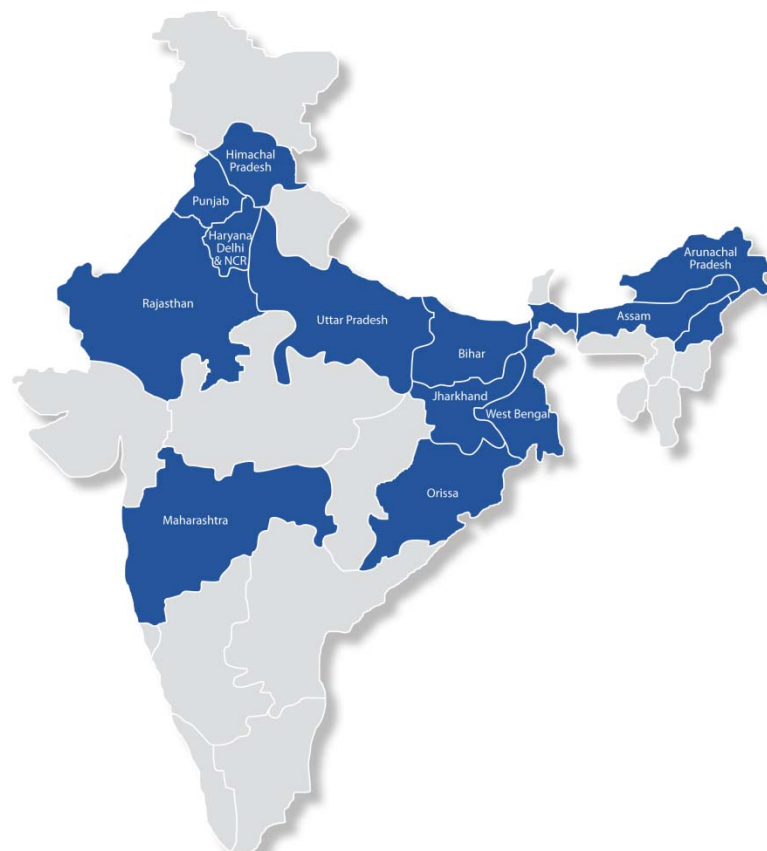 Himachal
Pradesh
Punjab
Haryana
Delhi
& NCR
Arunachal
Pradesh
Rajasthan
Uttar Pradesh
Assam
Bihar
Jharkhand
West Bengal
Orissa
Maharashtra